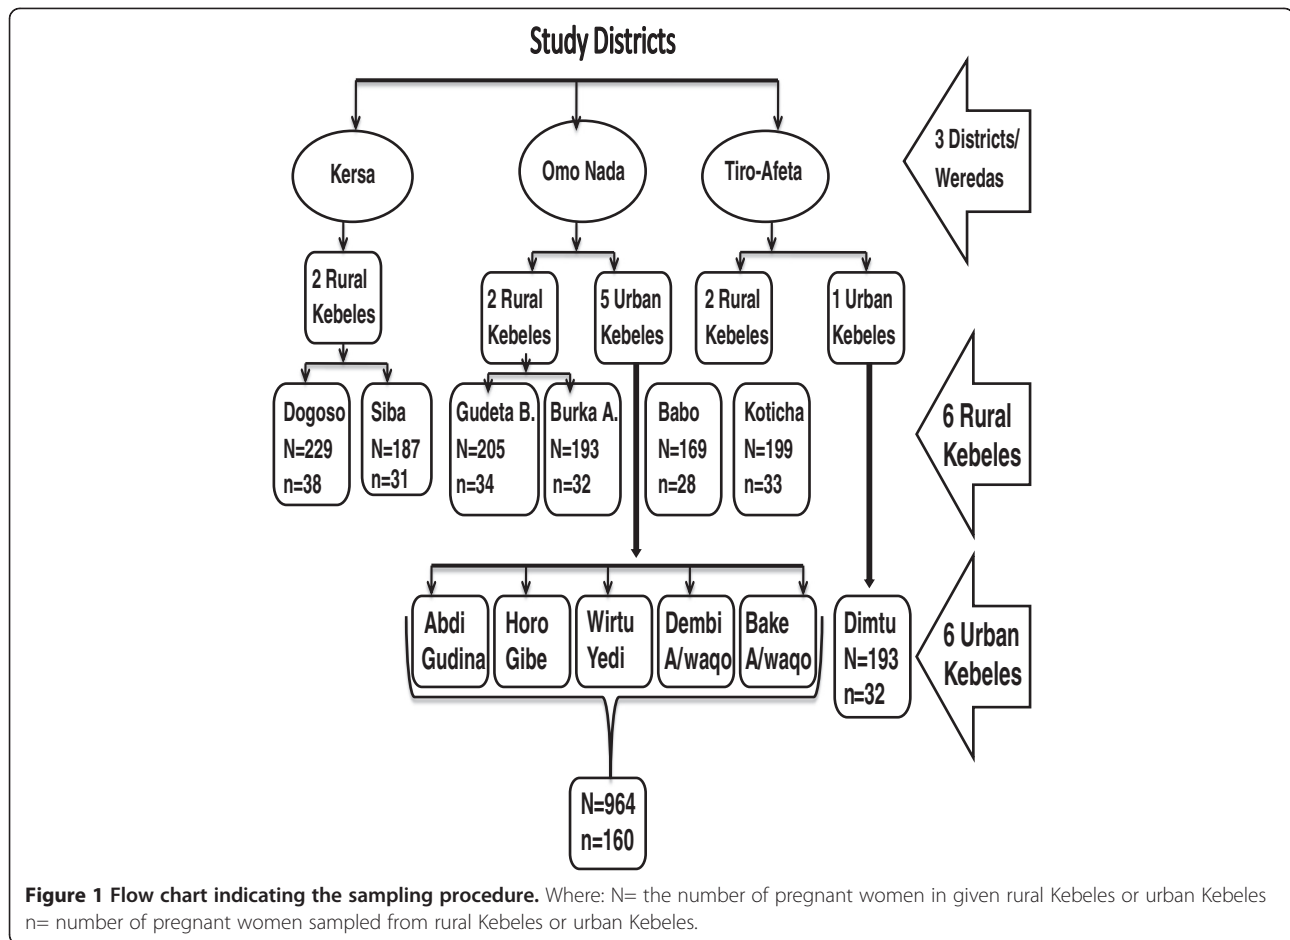 Study Districts
Kersa
Omo Nada
Tiro-Afeta
3 Districts/
Weredas
2 Rural
Kebeles
2 Rural
Kebeles
5 Urban
Kebeles
2 Rural
Kebeles
1 Urban
Kebeles
Dogoso
N=229
n=38
Siba
N=187
n=31
Gudeta B.
N=205
n=34
Burka A.
N=193
n=32
Babo
N=169
n=28
Koticha
N=199
n=33
6 Rural
Kebeles
Abdi
Gudina
Horo
Gibe
Wirtu
Yedi
Dembi
A/waqo
Bake
A/waqo
Dimtu
N=193
n=32
6 Urban
Kebeles
N=964
n=160
Figure 1 Flow chart indicating the sampling procedure. Where: N= the number of pregnant women in given rural Kebeles or urban Kebeles
n= number of pregnant women sampled from rural Kebeles or urban Kebeles.